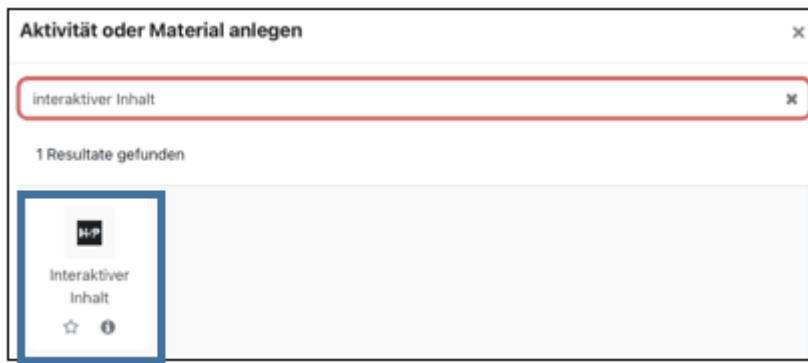 Aktivität oder Material anlegen
interaktiver Inhalt
1 Resultate gefunden
H-P
Interaktiver
Inhalt